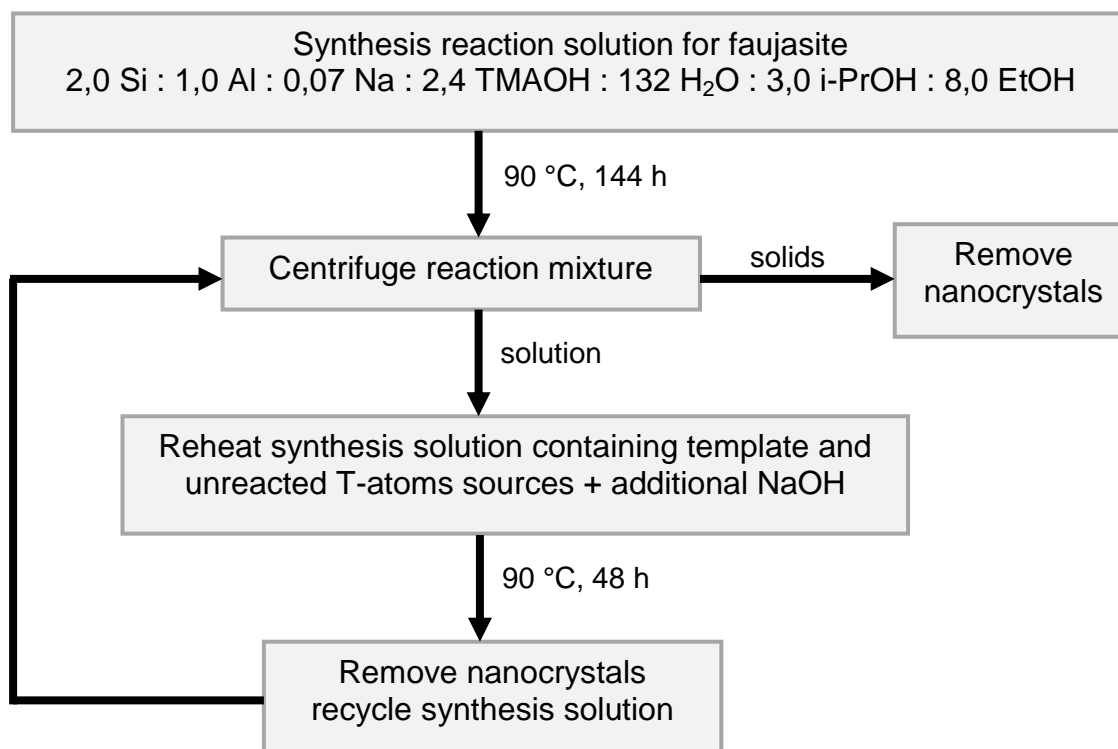 Synthesis reaction solution for faujasite
2,0 Si : 1,0 Al : 0,07 Na : 2,4 TMAOH : 132 H₂O : 3,0 i-PrOH : 8,0 EtOH
90 °C, 144 h
Centrifuge reaction mixture
solids
Remove
nanocrystals
solution
Reheat synthesis solution containing template and
unreacted T-atoms sources + additional NaOH
90 °C, 48 h
Remove nanocrystals
recycle synthesis solution